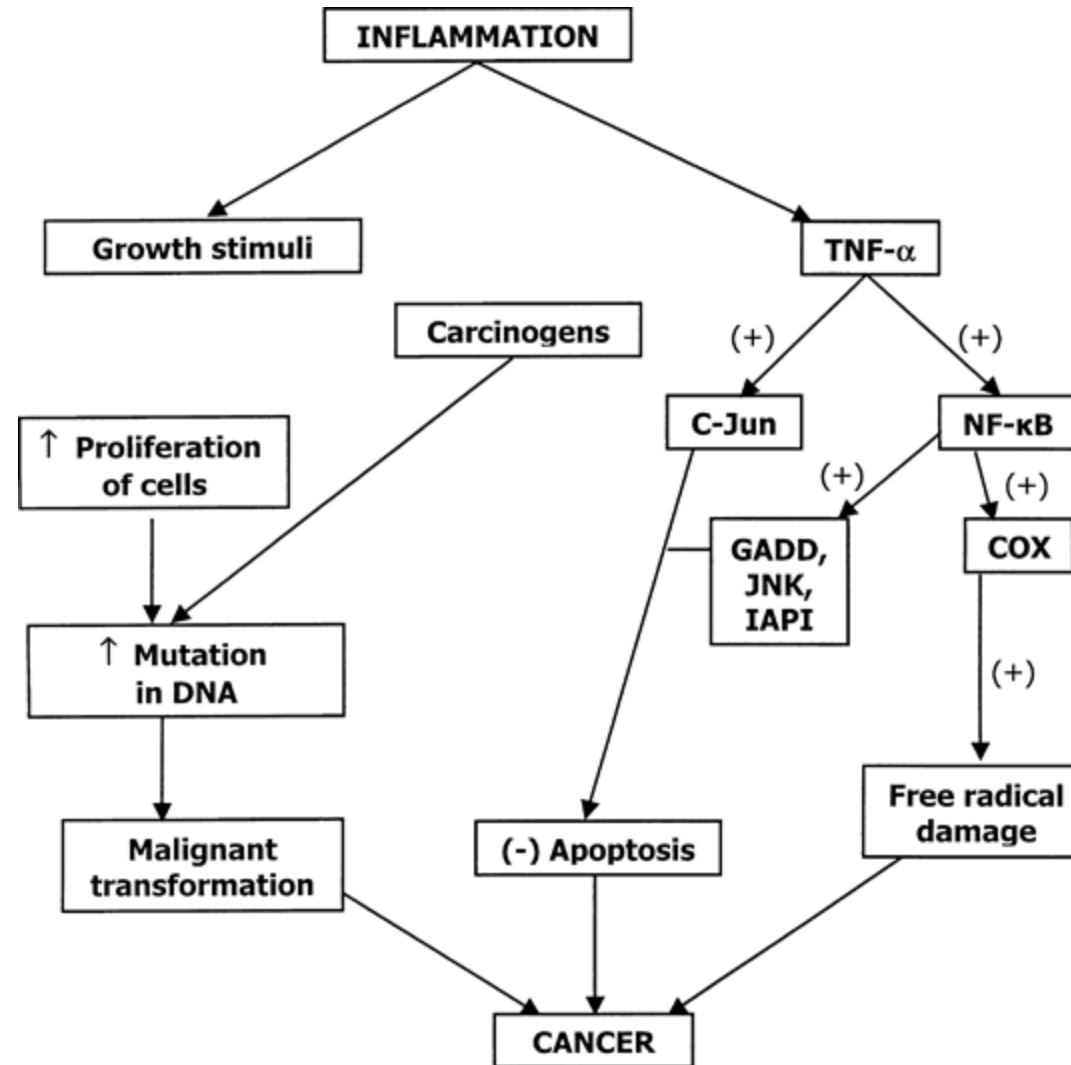 INFLAMMATION
Growth stimuli
TNF-α
Carcinogens
(+)
(+)
C-Jun
NF-κB
↑ Proliferation
of cells
(+)
(+)
GADD,
JNK,
IAPI
COX
↑ Mutation
in DNA
(+)
Free radical
damage
Malignant
transformation
(-) Apoptosis
CANCER